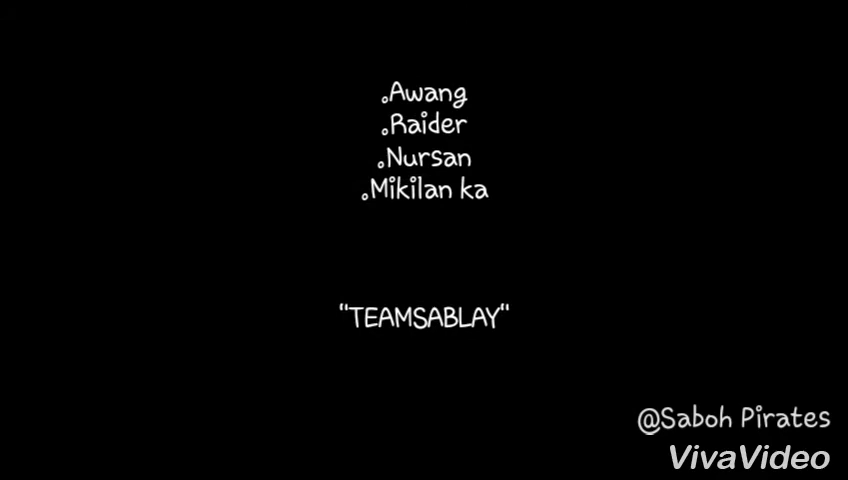 .Awang
.Raider
.Nursan
.Mikilan ka
"TEAMSABLAY"
@Saboh Pirates
VivaVideo